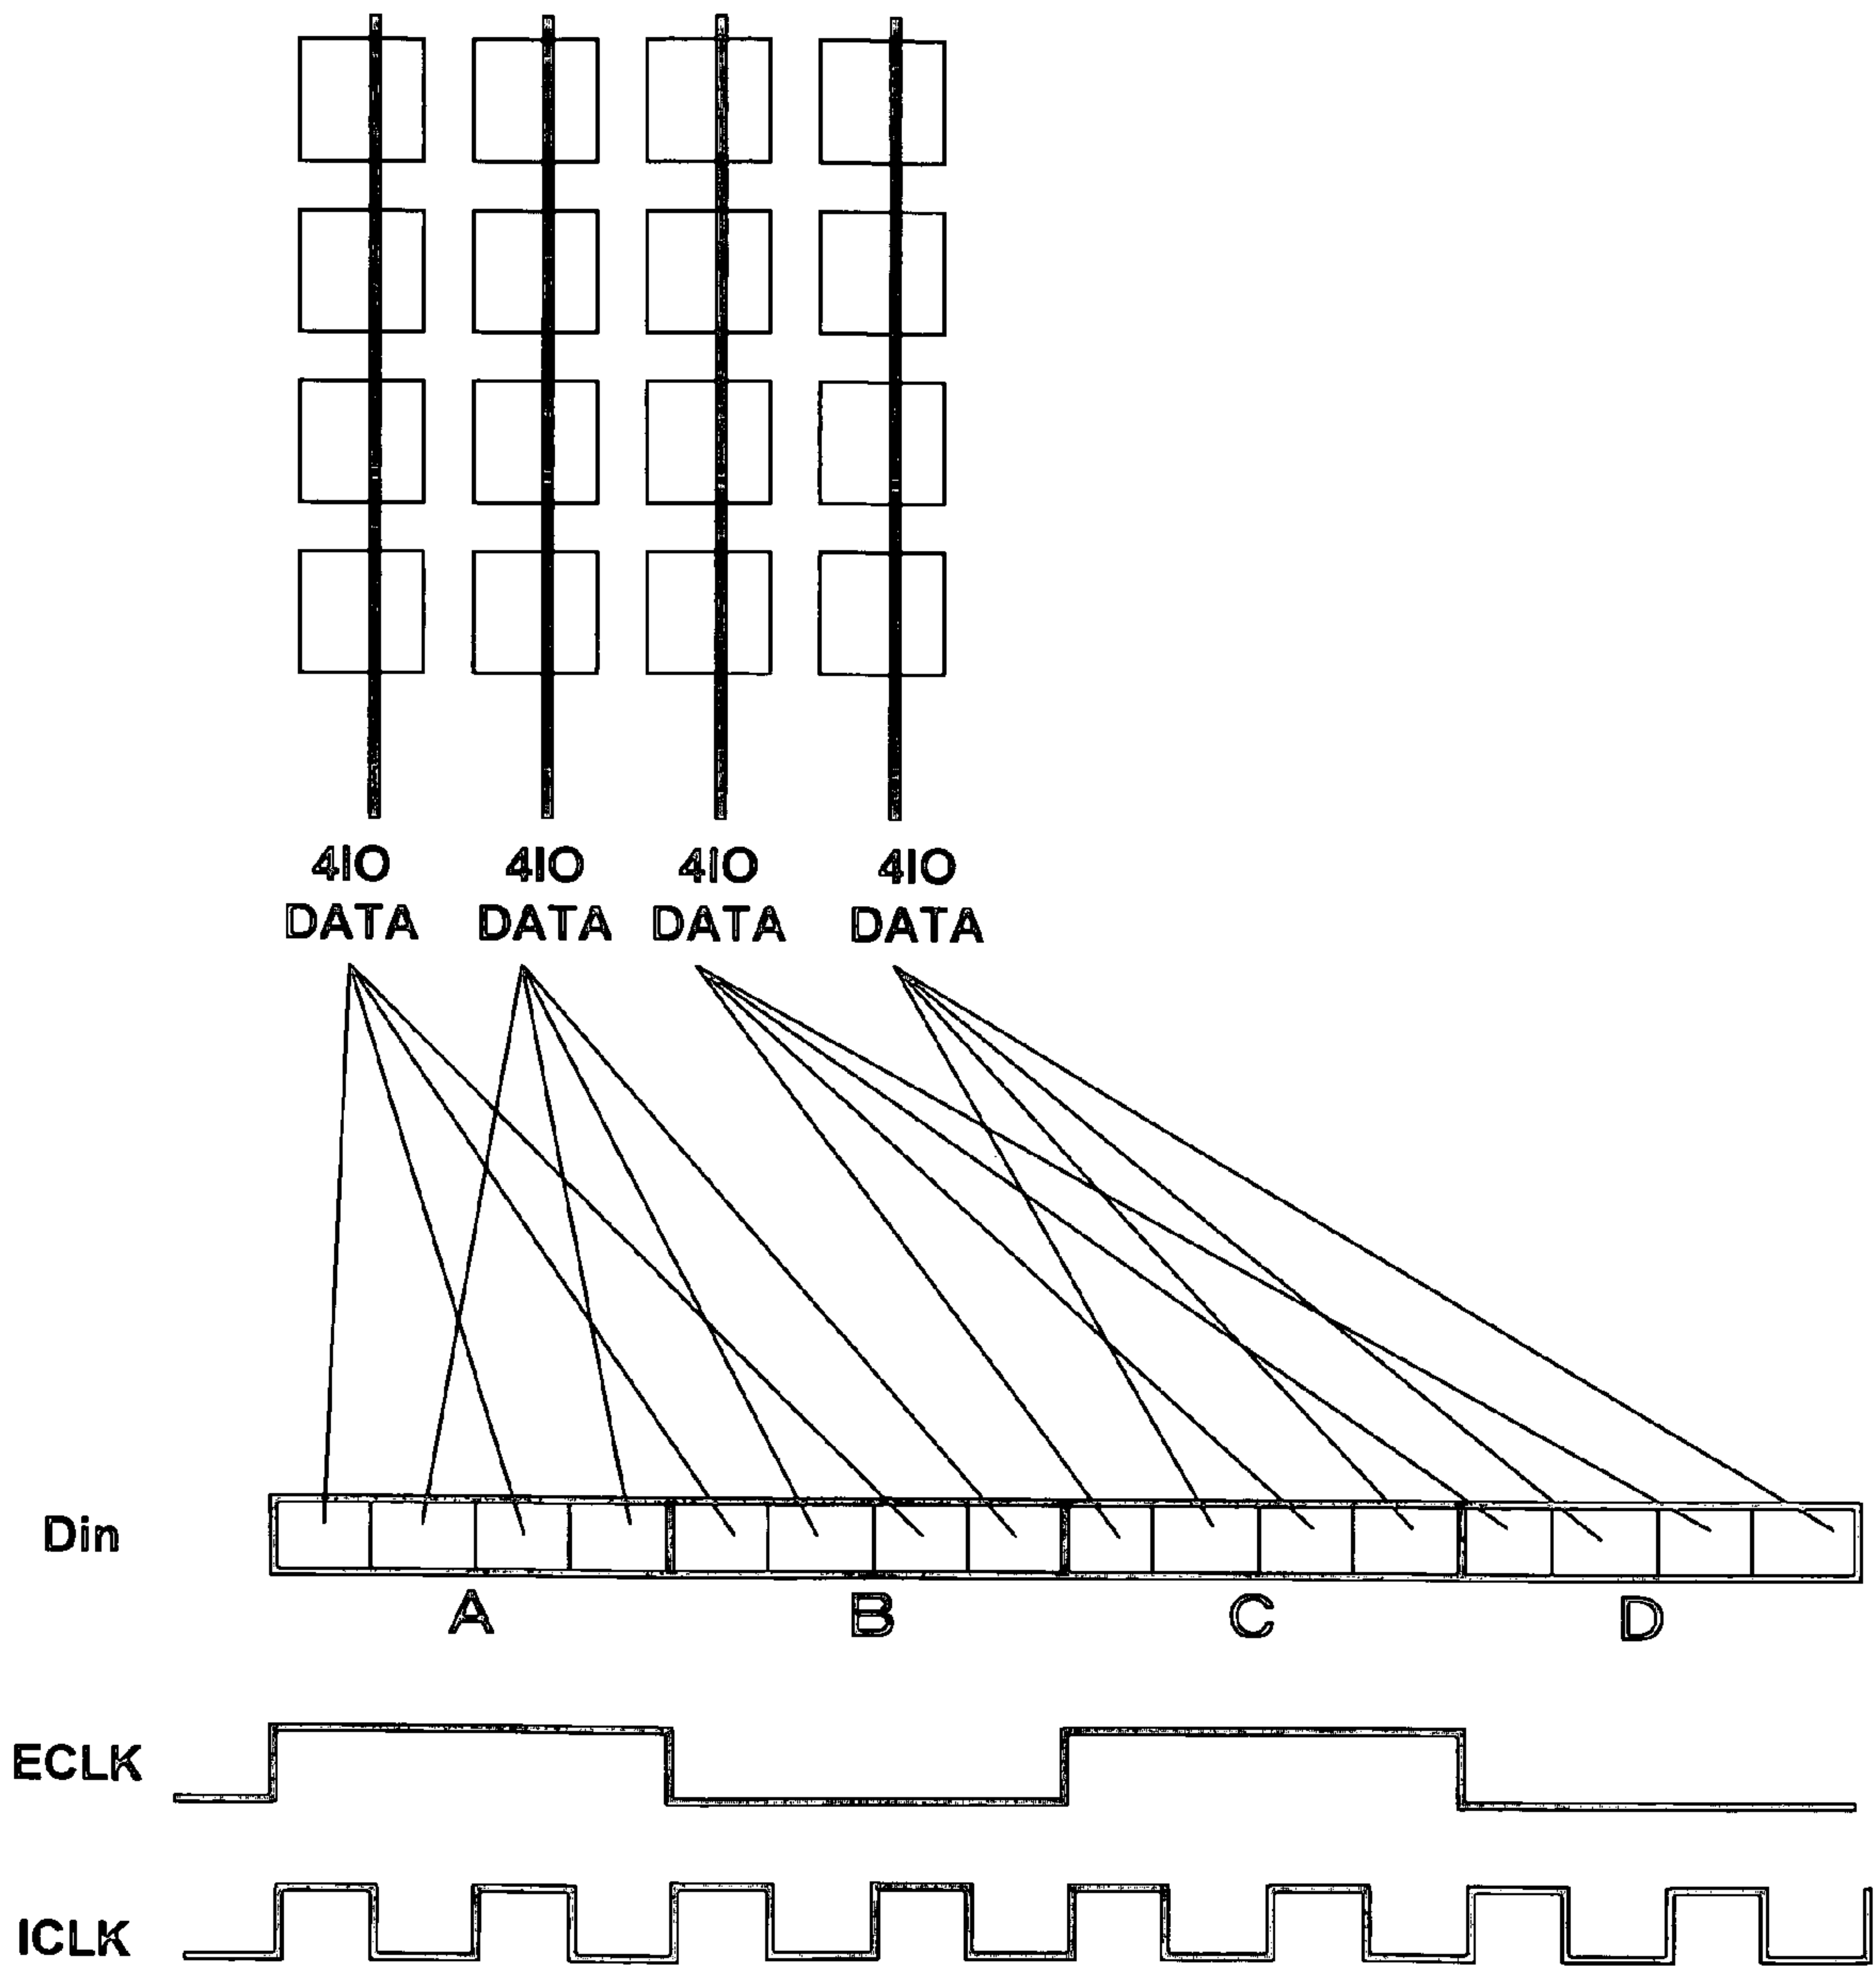 4IO 4IO 4IO 4IO
DATA DATA DATA DATA
Din
A B C D
ECLK
ICLK